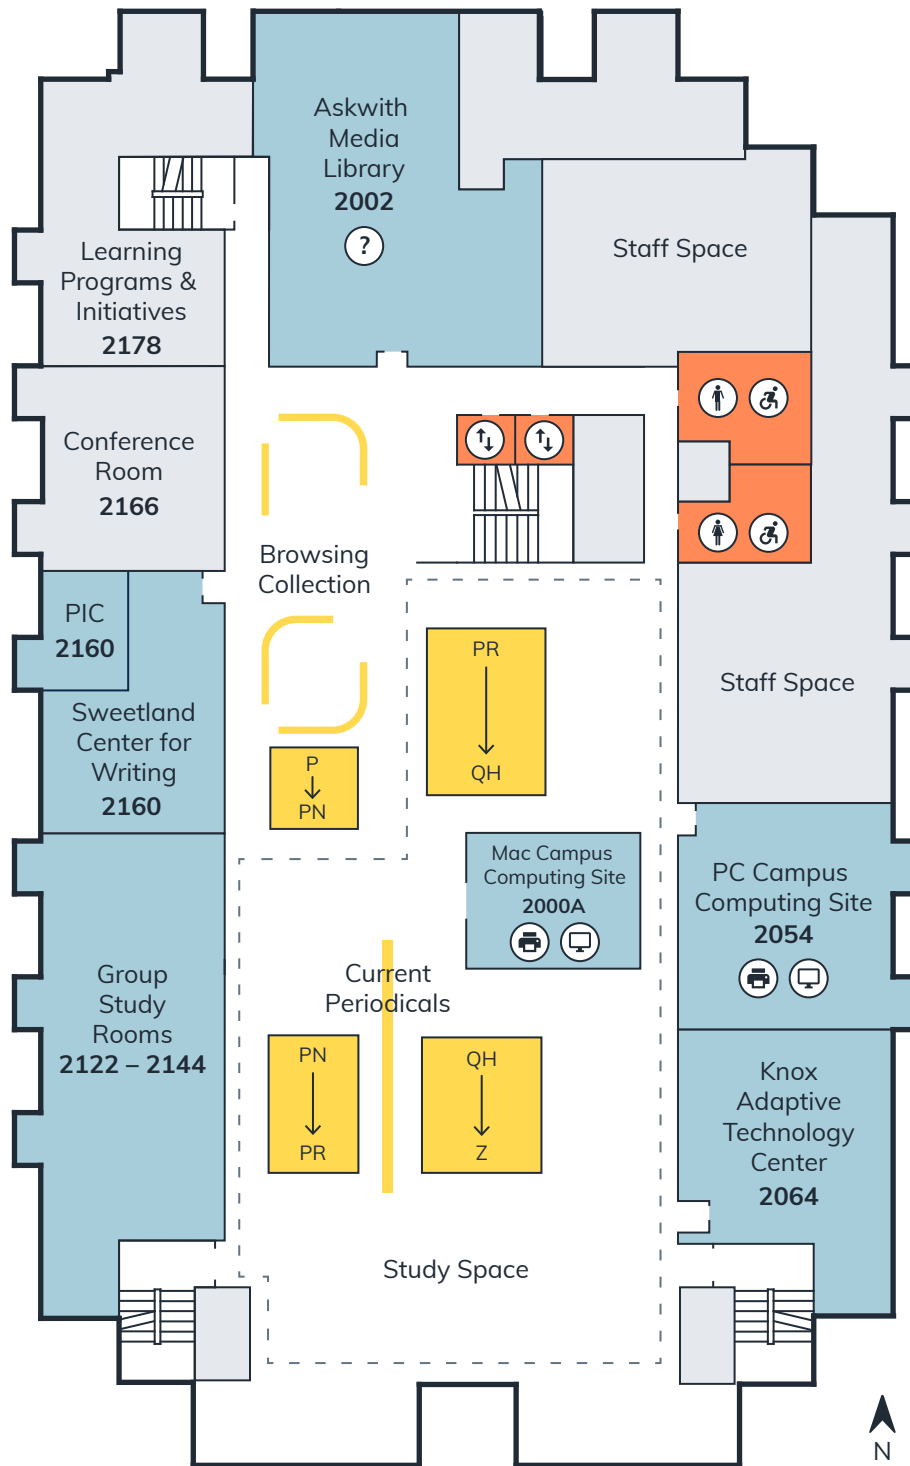 Askwith
Media
Library
2002
?
Staff Space
Learning
Programs &
Initiatives
2178
Conference
Room
2166
Browsing
Collection
PIC
2160
PR
QH
Staff Space
Sweetland
Center for
Writing
2160
P
PN
Mac Campus
Computing Site
2000A
PC Campus
Computing Site
2054
Group
Study
Rooms
2122 – 2144
Current
Periodicals
PN
PR
QH
Z
Knox
Adaptive
Technology
Center
2064
Study Space
N